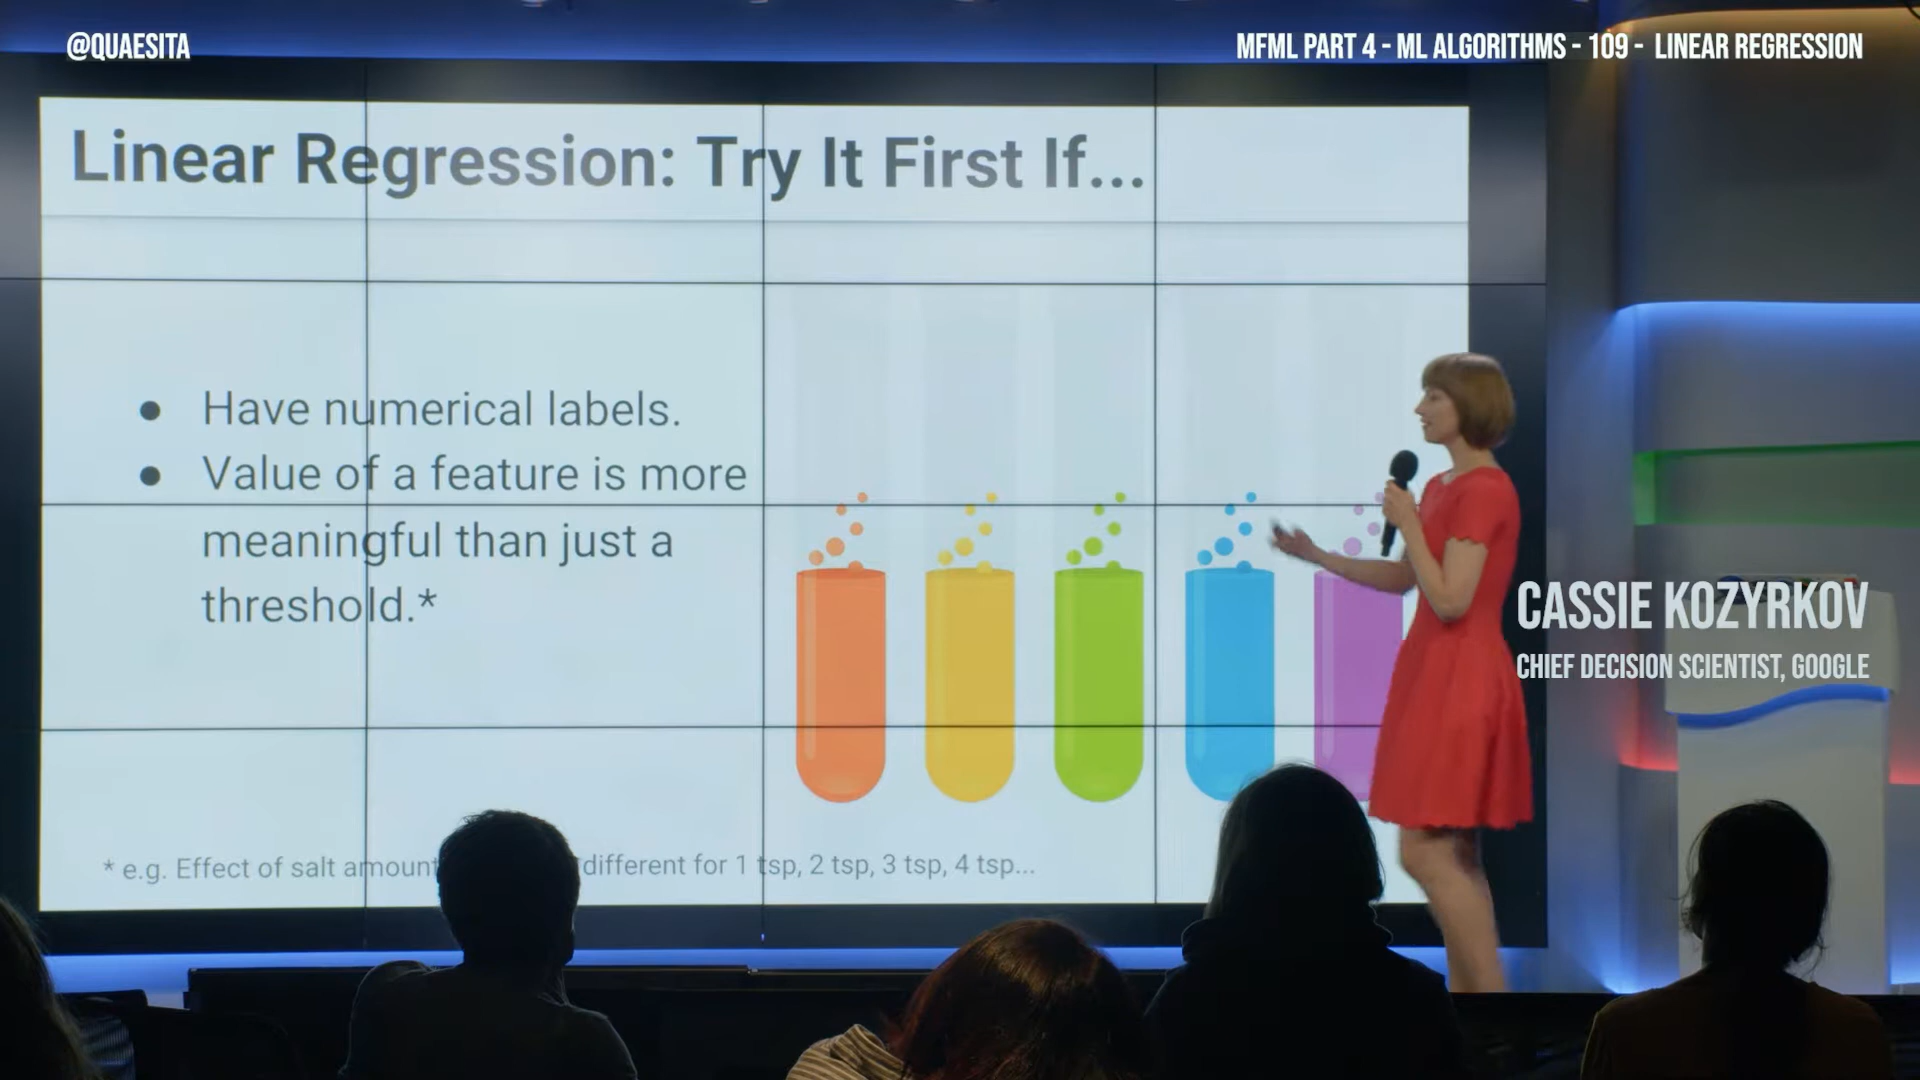 @QUAESITA
MFML PART 4 - ML ALGORITHMS - 109 - LINEAR REGRESSION
Linear Regression: Try It First If...
● Have numerical labels.
● Value of a feature is more
meaningful than just a
threshold.*
* e.g. Effect of salt amount different for 1 tsp, 2 tsp, 3 tsp, 4 tsp...
CASSIE KOZYRKOV
CHIEF DECISION SCIENTIST, GOOGLE